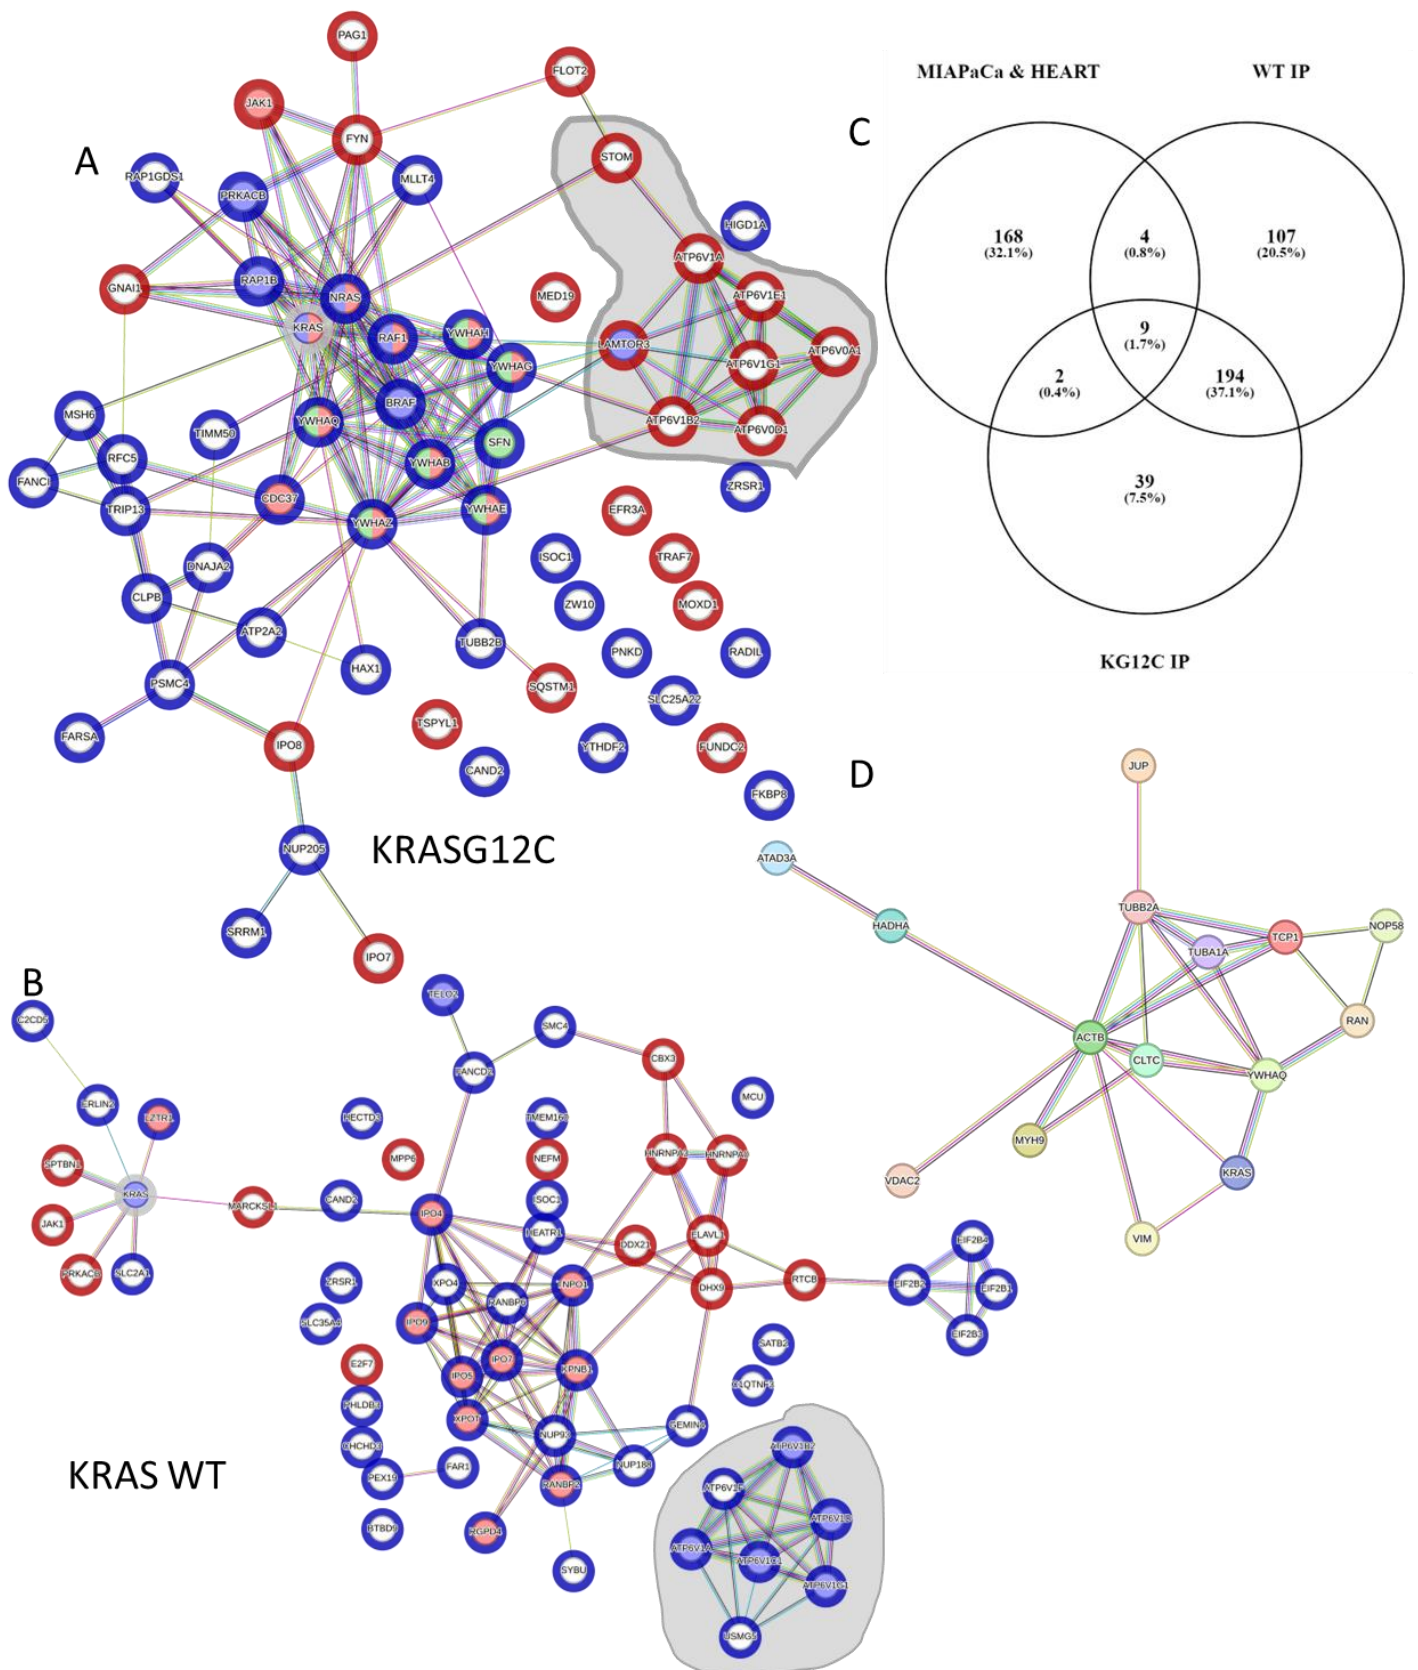 A
PAG1
FLOT2
JAK1
FYN
STOM
RAP1GDS1
MLLT4
PRKACB
HIGD1A
ATP6V1A
GNAI1
RAP1B
NRAS
MED19
ATP6V1E1
KRAS
RAF1
YWHAH
LAMTOR3
ATP6V0A1
YWHAG
ATP6V1G1
BRAF
MSH6
YWHAQ
ATP6V1B2
ATP6V0D1
TIMM50
SFN
RFC5
YWHAB
FANCI
ZRSR1
CDC37
TRIP13
YWHAZ
YWHAE
EFR3A
DNAJA2
ISOC1
TRAF7
CLPB
ZW10
MOXD1
ATP2A2
TUBB2B
HAX1
PNKD
RADIL
PSMC4
SQSTM1
SLC25A22
FARSA
IPO8
TSPYL1
YTHDF2
FUNDC2
CAND2
FKBP8
NUP205
KRASG12C
SRRM1
IPO7
C
MIAPaCa & HEART
WT IP
168
(32.1%)
4
(0.8%)
107
(20.5%)
9
(1.7%)
2
(0.4%)
194
(37.1%)
39
(7.5%)
KG12C IP
D
JUP
ATAD3A
TUBB2A
HADHA
TCP1
NOP58
TUBA1A
RAN
ACTB
CLTC
YWHAQ
MYH9
VDAC2
KRAS
VIM
B
TELO2
C2CD5
SMC4
CBX3
FANCD2
ERLIN2
LZTR1
HECTD3
MCU
MPP6
NEFM
HNRNPA0
SPTBN1
KRAS
MARCKSL1
CAND2
ISOC1
IPO4
JAK1
HEATR1
DDX21
ELAVL1
PRKACB
SLC2A1
ZRSR1
XPO4
RANBP6
TNPO1
DHX9
RTCB
EIF2B4
EIF2B2
EIF2B1
EIF2B3
SLC35A4
IPO9
SATB2
E2F7
IPO7
KPNB1
IPO5
C1QTNF3
PHLDB3
XPOT
CHCHD3
NUP93
GEMIN4
PEX19
FAR1
NUP188
RANBP2
KRAS WT
BTBD9
RGPD4
SYBU
ATP6V1B2
ATP6V1A
ATP6V1C1
ATP6V1G1
USMG5